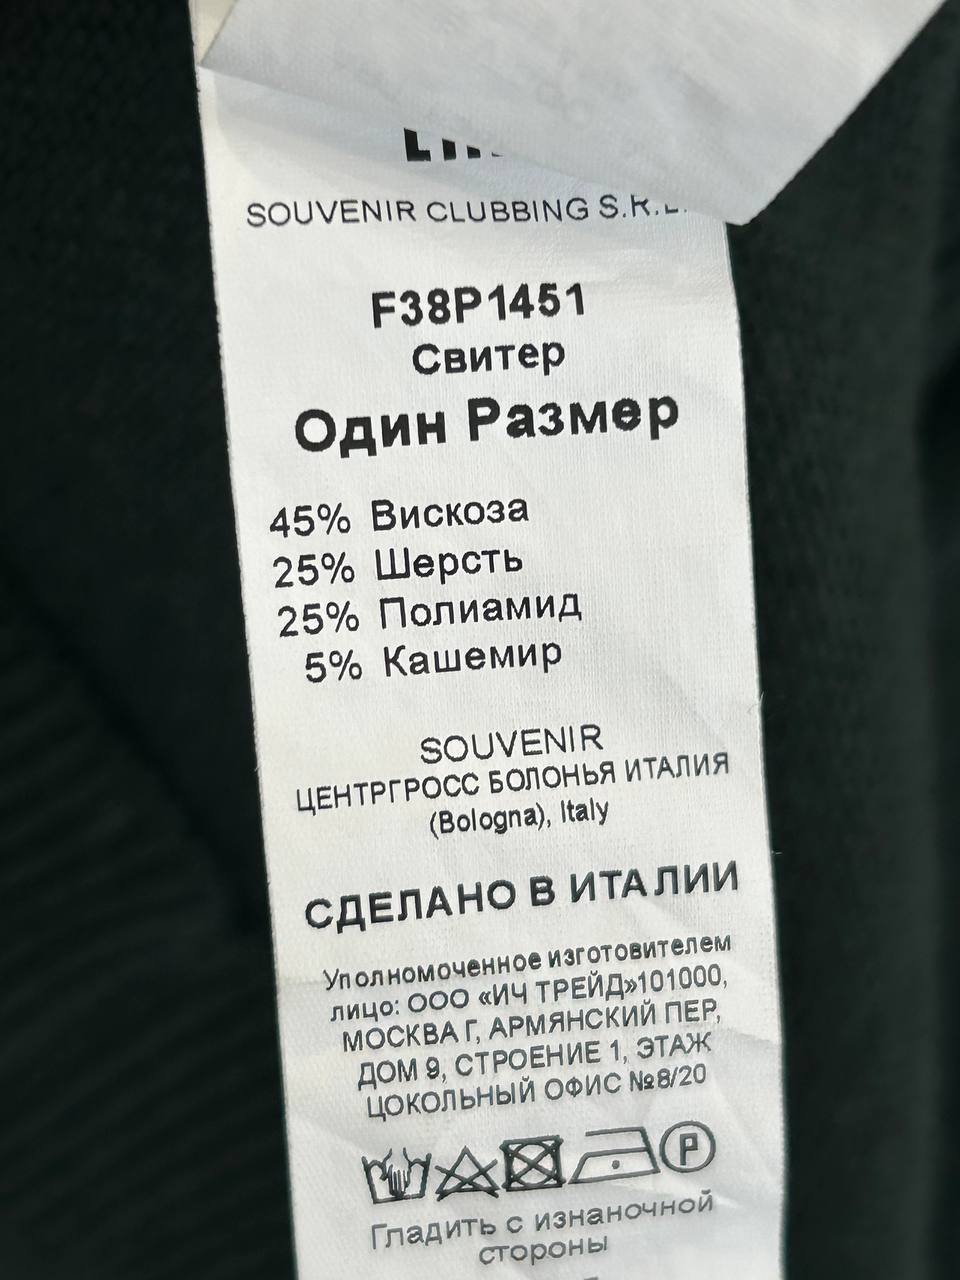 SOUVENIR CLUBBING S.R.L.
F38P1451
Свитер
Один Размер
45% Вискоза
25% Шерсть
25% Полиамид
5% Кашемир
SOUVENIR
ЦЕНТРГРОСС БОЛОНЬЯ ИТАЛИЯ
(Bologna), Italy
СДЕЛАНО В ИТАЛИИ
Уполномоченное изготовителем
лицо: ООО «ИЧ ТРЕЙД»101000,
МОСКВА Г, АРМЯНСКИЙ ПЕР,
ДОМ 9, СТРОЕНИЕ 1, ЭТАЖ
ЦОКОЛЬНЫЙ ОФИС №8/20
P
Гладить с изнаночной
стороны